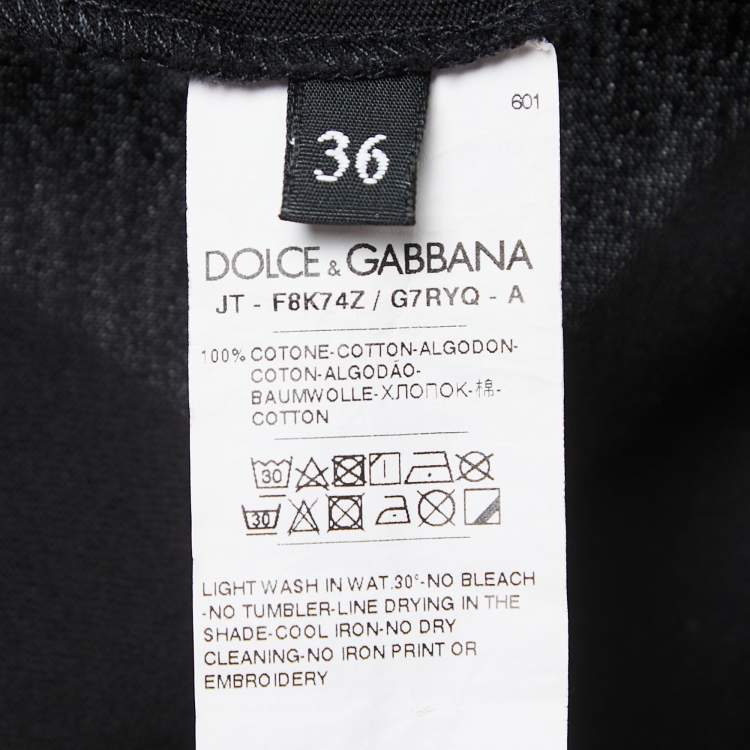 601
36
DOLCE & GABBANA
JT - F8K74Z / G7RYQ - A
100% COTONE-COTTON-ALGODON-
COTON-ALGODÃO-
BAUMWOLLE-ХЛОПОК-棉-
COTTON
30
30
LIGHT WASH IN WAT.30°-NO BLEACH
-NO TUMBLER-LINE DRYING IN THE
SHADE-COOL IRON-NO DRY
CLEANING-NO IRON PRINT OR
EMBROIDERY